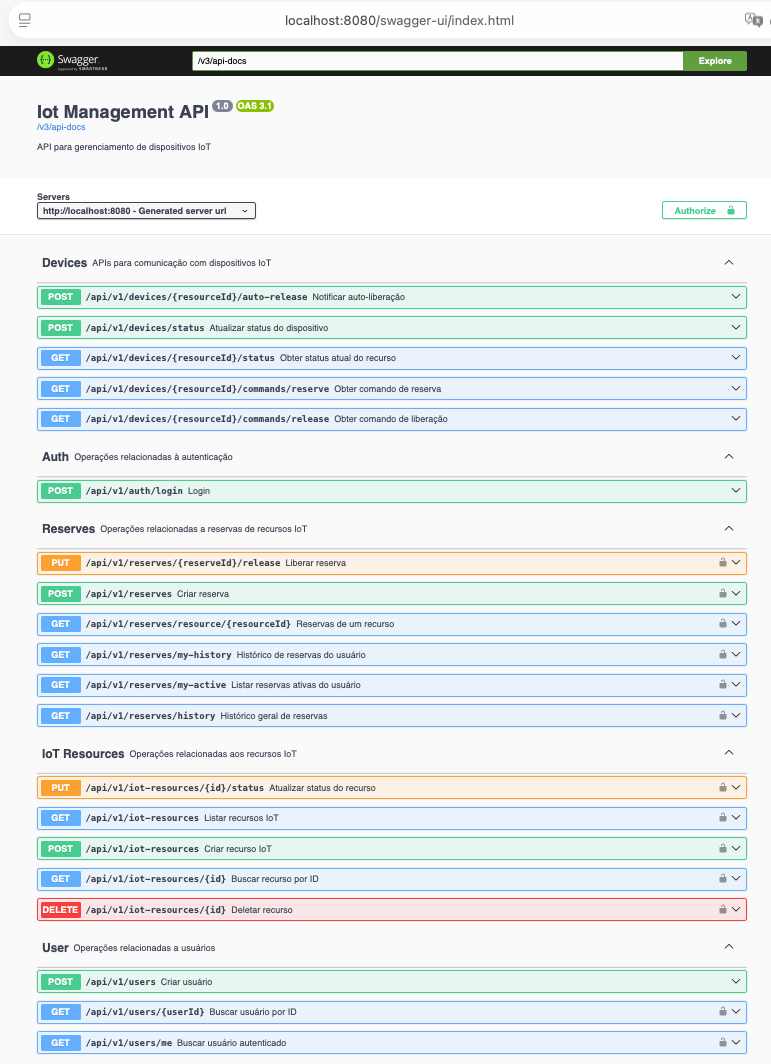 localhost:8080/swagger-ui/index.html
Swagger.
supported by SMARTBEAR
/v3/api-docs
Explore
Iot Management API 1.0 OAS 3.1
/v3/api-docs
API para gerenciamento de dispositivos IoT
Servers
http://localhost:8080 - Generated server url
Authorize
Devices APIs para comunicação com dispositivos IoT
POST /api/v1/devices/{resourceId}/auto-release Notificar auto-liberação
POST /api/v1/devices/status Atualizar status do dispositivo
GET /api/v1/devices/{resourceId}/status Obter status atual do recurso
GET /api/v1/devices/{resourceId}/commands/reserve Obter comando de reserva
GET /api/v1/devices/{resourceId}/commands/release Obter comando de liberação
Auth Operações relacionadas à autenticação
POST /api/v1/auth/login Login
Reserves Operações relacionadas a reservas de recursos IoT
PUT /api/v1/reserves/{reserveId}/release Liberar reserva
POST /api/v1/reserves Criar reserva
GET /api/v1/reserves/resource/{resourceId} Reservas de um recurso
GET /api/v1/reserves/my-history Histórico de reservas do usuário
GET /api/v1/reserves/my-active Listar reservas ativas do usuário
GET /api/v1/reserves/history Histórico geral de reservas
IoT Resources Operações relacionadas aos recursos IoT
PUT /api/v1/iot-resources/{id}/status Atualizar status do recurso
GET /api/v1/iot-resources Listar recursos IoT
POST /api/v1/iot-resources Criar recurso IoT
GET /api/v1/iot-resources/{id} Buscar recurso por ID
DELETE /api/v1/iot-resources/{id} Deletar recurso
User Operações relacionadas a usuários
POST /api/v1/users Criar usuário
GET /api/v1/users/{userId} Buscar usuário por ID
GET /api/v1/users/me Buscar usuário autenticado